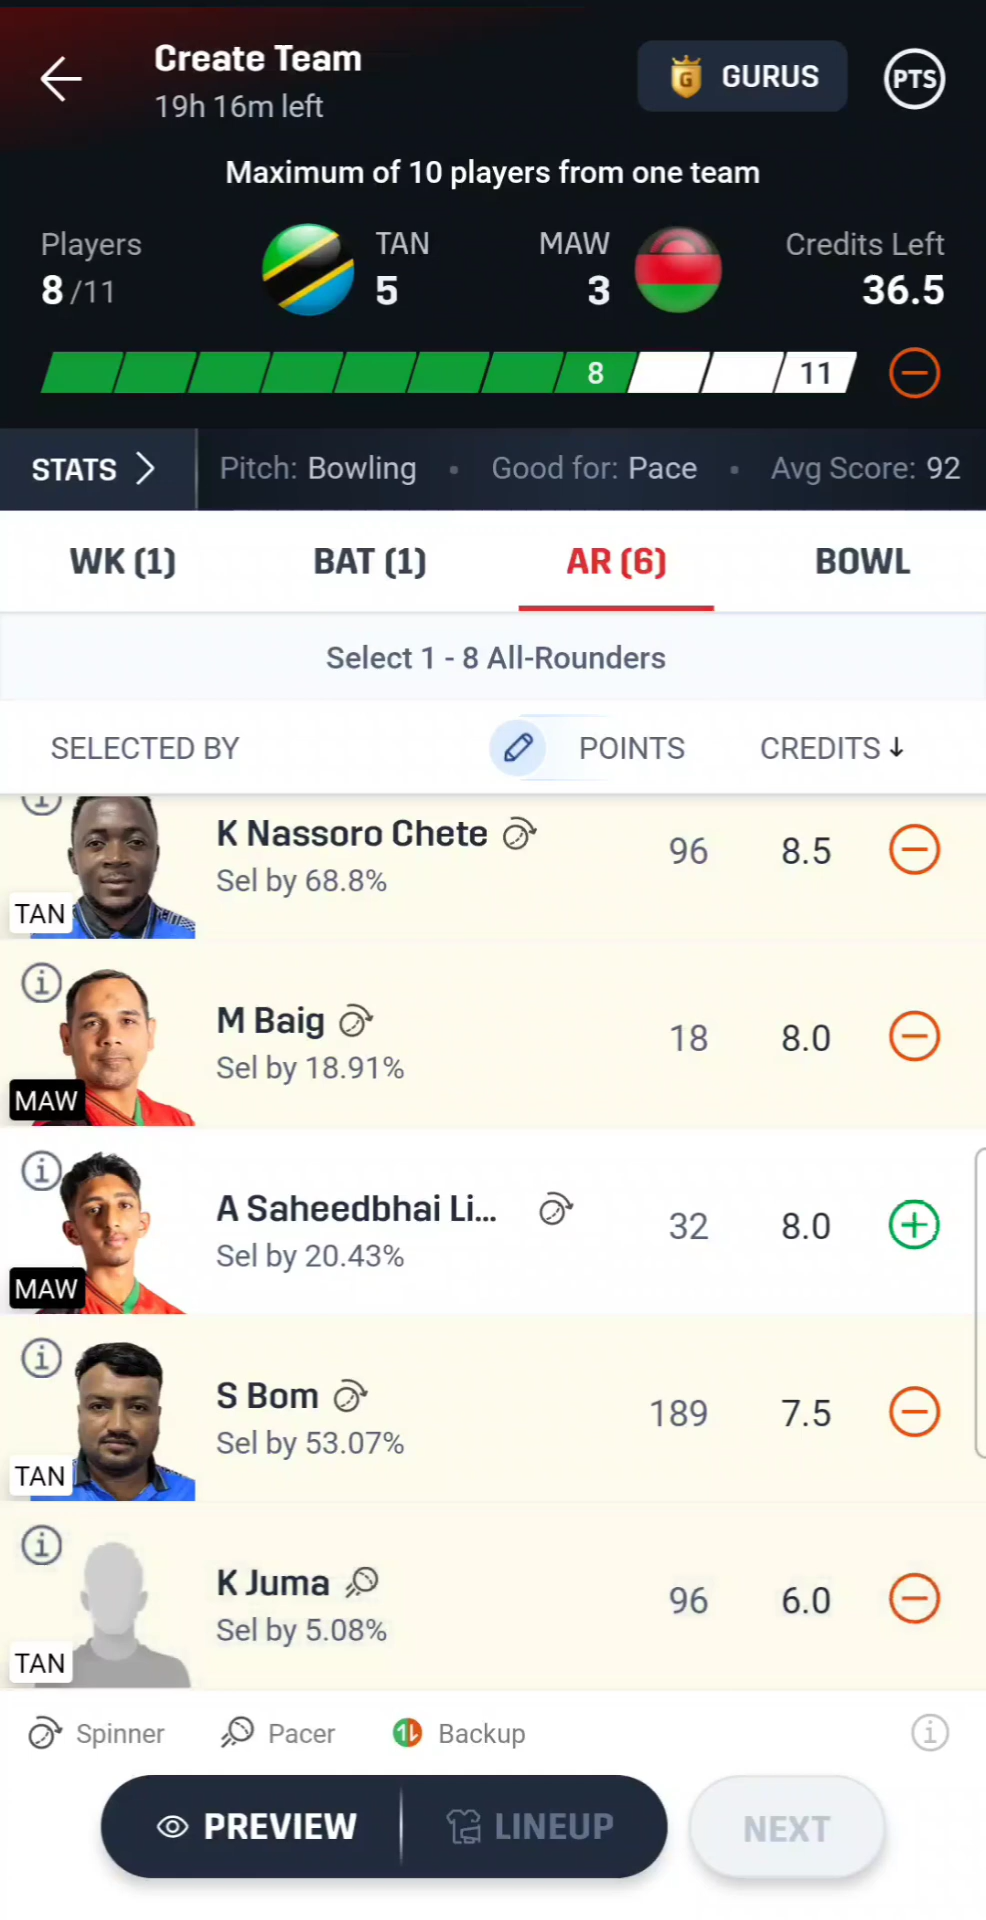 Create Team
19h 16m left
G GURUS
PTS
Maximum of 10 players from one team
Players
8 /11
TAN
5
MAW
3
Credits Left
36.5
8
11
STATS
Pitch: Bowling • Good for: Pace • Avg Score: 92
WK (1) BAT (1) AR (6) BOWL
Select 1 - 8 All-Rounders
SELECTED BY POINTS CREDITS ↓
K Nassoro Chete
Sel by 68.8%
96 8.5
TAN
M Baig
Sel by 18.91%
18 8.0
MAW
A Saheedbhai Li...
Sel by 20.43%
32 8.0
MAW
S Bom
Sel by 53.07%
189 7.5
TAN
K Juma
Sel by 5.08%
96 6.0
TAN
Spinner Pacer Backup
PREVIEW LINEUP NEXT